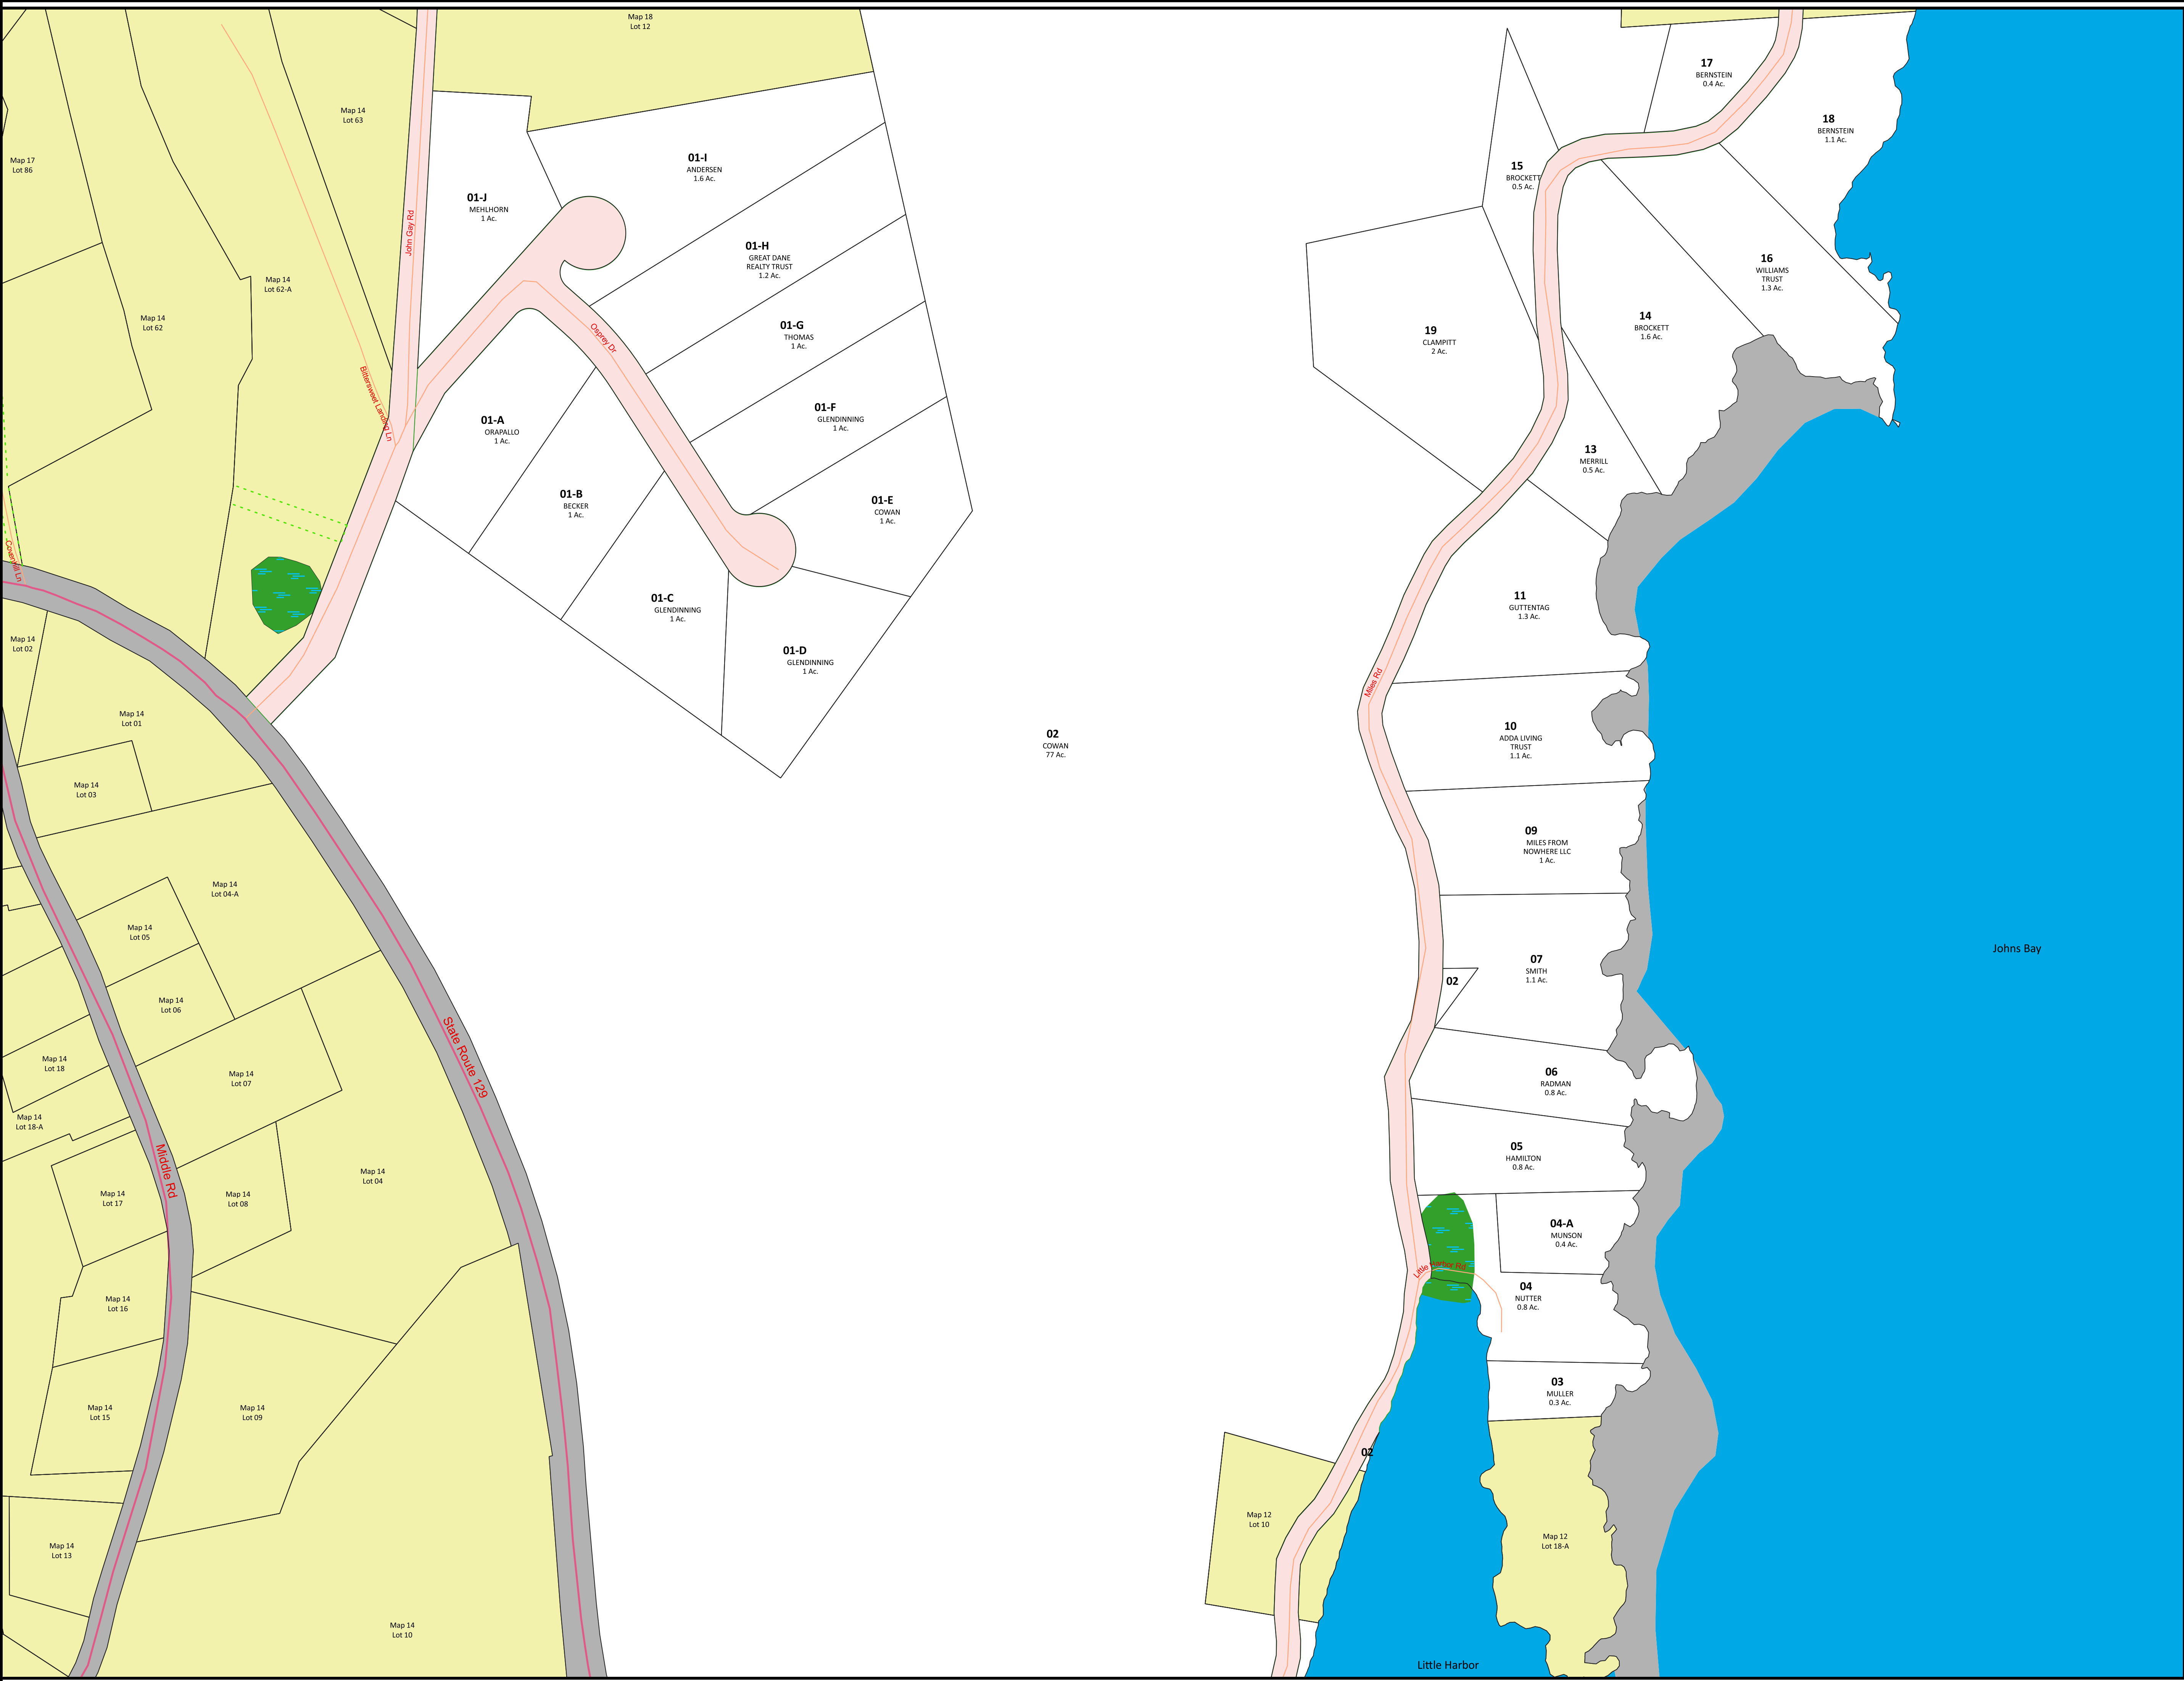 Map 18
Lot 12
17
BERNSTEIN
0.4 Ac.
Map 14
Lot 63
18
BERNSTEIN
1.1 Ac.
Map 17
Lot 86
01-I
ANDERSEN
1.6 Ac.
15
BROCKETT
0.5 Ac.
01-J
MEHLHORN
1 Ac.
John Gay Rd
01-H
GREAT DANE
REALTY TRUST
1.2 Ac.
16
WILLIAMS
TRUST
1.3 Ac.
Map 14
Lot 62-A
Map 14
Lot 62
Osprey Dr
01-G
THOMAS
1 Ac.
19
CLAMPITT
2 Ac.
14
BROCKETT
1.6 Ac.
Bittersweet Landing Ln
01-A
ORAPALLO
1 Ac.
01-F
GLENDINNING
1 Ac.
13
MERRILL
0.5 Ac.
01-B
BECKER
1 Ac.
01-E
COWAN
1 Ac.
01-C
GLENDINNING
1 Ac.
11
GUTTENTAG
1.3 Ac.
Map 14
Lot 02
01-D
GLENDINNING
1 Ac.
Miles Rd
Map 14
Lot 01
02
COWAN
77 Ac.
10
ADDA LIVING
TRUST
1.1 Ac.
Map 14
Lot 03
09
MILES FROM
NOWHERE LLC
1 Ac.
Map 14
Lot 04-A
Map 14
Lot 05
Johns Bay
07
SMITH
1.1 Ac.
02
Map 14
Lot 06
State Route 129
Map 14
Lot 18
Map 14
Lot 07
06
RADMAN
0.8 Ac.
Map 14
Lot 18-A
05
HAMILTON
0.8 Ac.
Middle Rd
Map 14
Lot 04
Map 14
Lot 17
Map 14
Lot 08
04-A
MUNSON
0.4 Ac.
Little Harbor Rd
04
NUTTER
0.8 Ac.
Map 14
Lot 16
03
MULLER
0.3 Ac.
Map 14
Lot 15
Map 14
Lot 09
02
Map 12
Lot 10
Map 12
Lot 18-A
Map 14
Lot 13
Map 14
Lot 10
Little Harbor